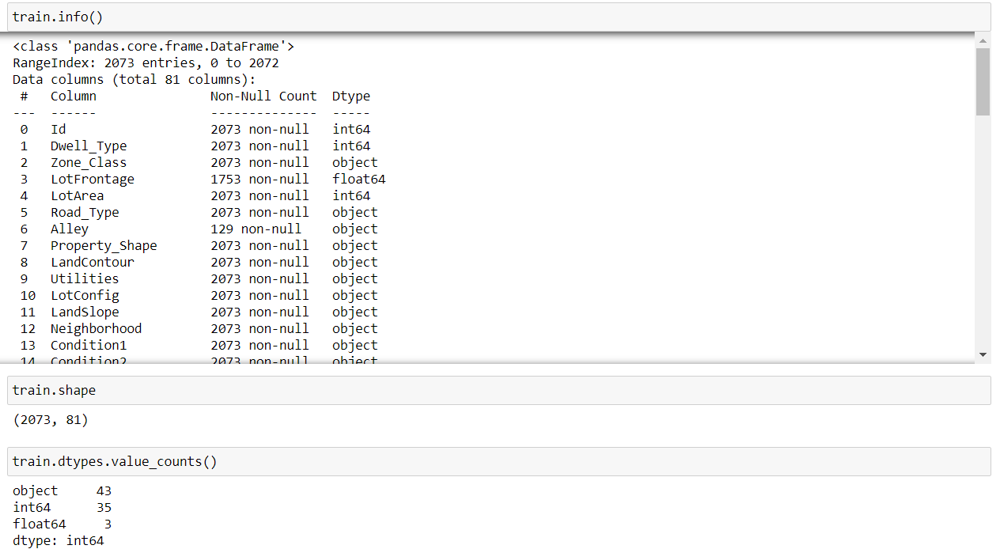 train.info()
<class 'pandas.core.frame.DataFrame'>
RangeIndex: 2073 entries, 0 to 2072
Data columns (total 81 columns):
 #   Column               Non-Null Count  Dtype
---  ------               --------------  -----
 0   Id                   2073 non-null   int64
 1   Dwell_Type           2073 non-null   int64
 2   Zone_Class           2073 non-null   object
 3   LotFrontage          1753 non-null   float64
 4   LotArea              2073 non-null   int64
 5   Road_Type            2073 non-null   object
 6   Alley                129 non-null    object
 7   Property_Shape       2073 non-null   object
 8   LandContour          2073 non-null   object
 9   Utilities            2073 non-null   object
 10  LotConfig            2073 non-null   object
 11  LandSlope            2073 non-null   object
 12  Neighborhood         2073 non-null   object
 13  Condition1           2073 non-null   object
 14  Condition2           2073 non-null   object
train.shape
(2073, 81)
train.dtypes.value_counts()
object     43
int64      35
float64     3
dtype: int64